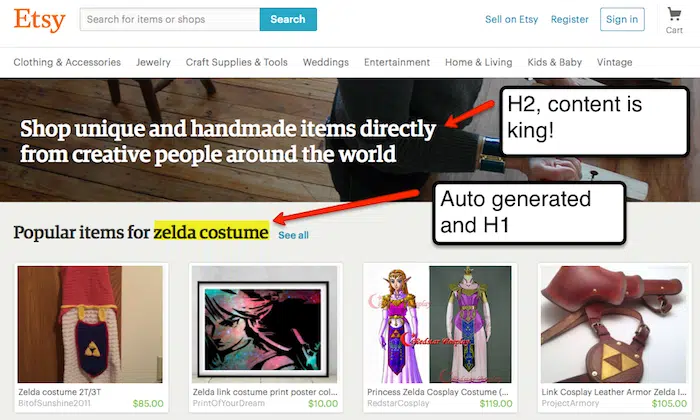 Etsy
Search for items or shops
Search
Sell on Etsy Register Sign in
Cart
Clothing & Accessories Jewelry Craft Supplies & Tools Weddings Entertainment Home & Living Kids & Baby Vintage
Shop unique and handmade items directly
from creative people around the world
H2, content is
king!
Auto generated
and H1
Popular items for zelda costume See all
Redstar Cosplay
Zelda costume 2T/3T
BitofSunshine2011 $85.00
Zelda link costume print poster col...
PrintOfYourDream $10.00
Princess Zelda Cosplay Costume (...
RedstarCosplay $119.00
Link Cosplay Leather Armor Zelda I...
ProjectArmory $105.00